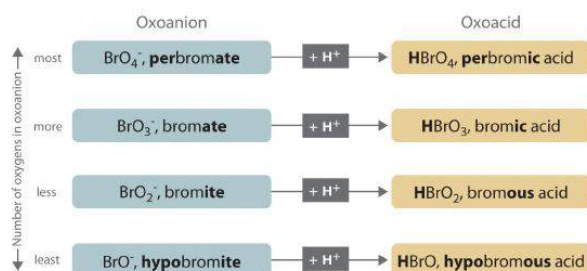 Oxoanion Oxoacid
Number of oxygens in oxoanion
most BrO₄⁻, perbromate + H⁺ HBrO₄, perbromic acid
more BrO₃⁻, bromate + H⁺ HBrO₃, bromic acid
less BrO₂⁻, bromite + H⁺ HBrO₂, bromous acid
least BrO⁻, hypobromite + H⁺ HBrO, hypobromous acid